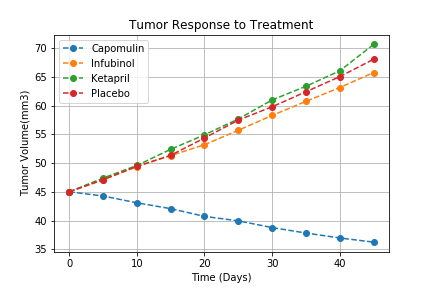 Tumor Response to Treatment
Capomulin
Infubinol
Ketapril
Placebo
Tumor Volume(mm3)
70
65
60
55
50
45
40
35
0
10
20
30
40
Time (Days)